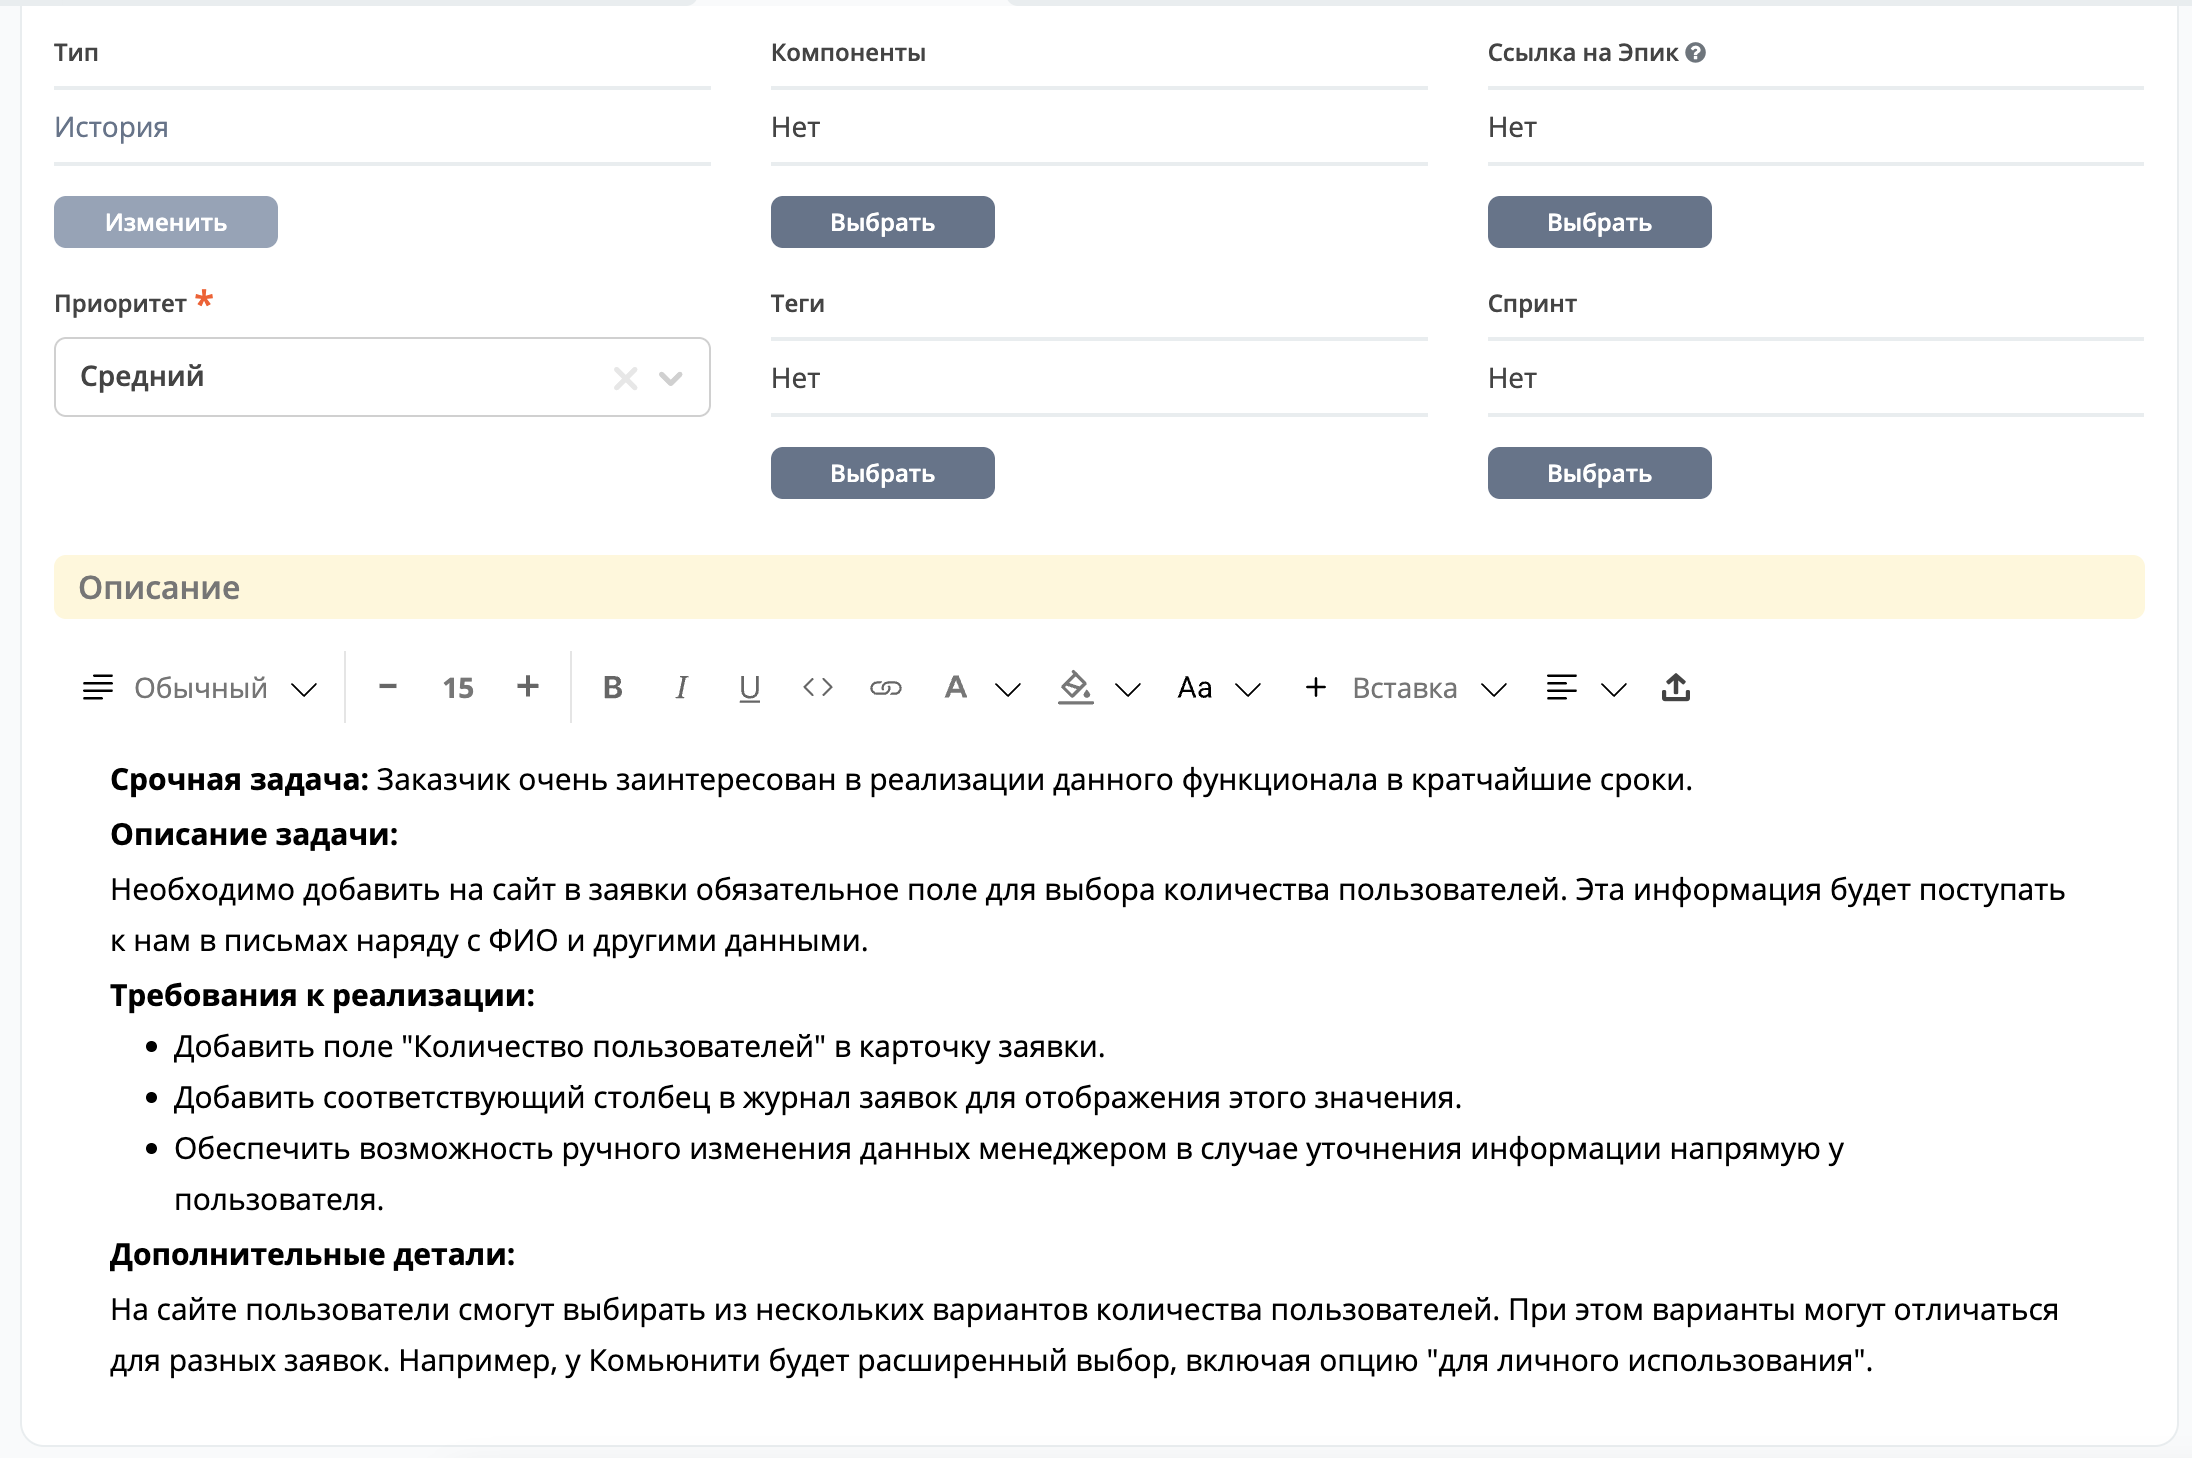 Тип
Компоненты
Ссылка на Эпик
История
Нет
Нет
Изменить
Выбрать
Выбрать
Приоритет *
Теги
Спринт
Средний
Нет
Нет
Выбрать
Выбрать
Описание
Обычный − 15 + B I U <> A Aa + Вставка
Срочная задача: Заказчик очень заинтересован в реализации данного функционала в кратчайшие сроки.
Описание задачи:
Необходимо добавить на сайт в заявки обязательное поле для выбора количества пользователей. Эта информация будет поступать
к нам в письмах наряду с ФИО и другими данными.
Требования к реализации:
• Добавить поле "Количество пользователей" в карточку заявки.
• Добавить соответствующий столбец в журнал заявок для отображения этого значения.
• Обеспечить возможность ручного изменения данных менеджером в случае уточнения информации напрямую у
пользователя.
Дополнительные детали:
На сайте пользователи смогут выбирать из нескольких вариантов количества пользователей. При этом варианты могут отличаться
для разных заявок. Например, у Комьюнити будет расширенный выбор, включая опцию "для личного использования".